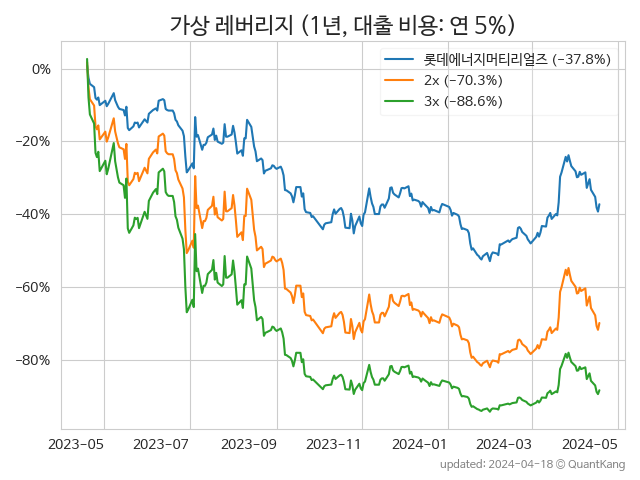 가상 레버리지 (1년, 대출 비용: 연 5%)
롯데에너지머티리얼즈 (−37.8%)
2x (−70.3%)
3x (−88.6%)
0%
−20%
−40%
−60%
−80%
2023-05 2023-07 2023-09 2023-11 2024-01 2024-03 2024-05
updated: 2024-04-18 © QuantKang